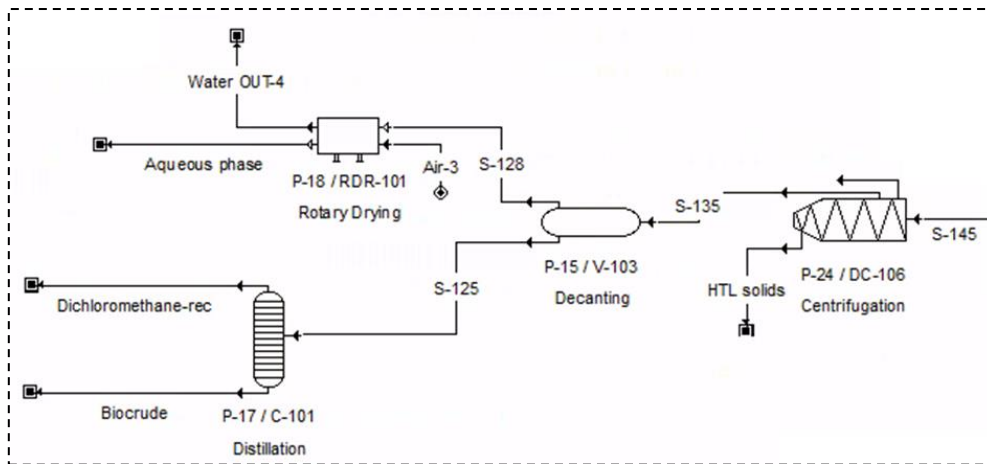 Water OUT-4
Aqueous phase
Air-3
S-128
P-18 / RDR-101
Rotary Drying
S-135
S-145
P-15 / V-103
Decanting
P-24 / DC-106
Centrifugation
HTL solids
S-125
Dichloromethane-rec
Biocrude
P-17 / C-101
Distillation